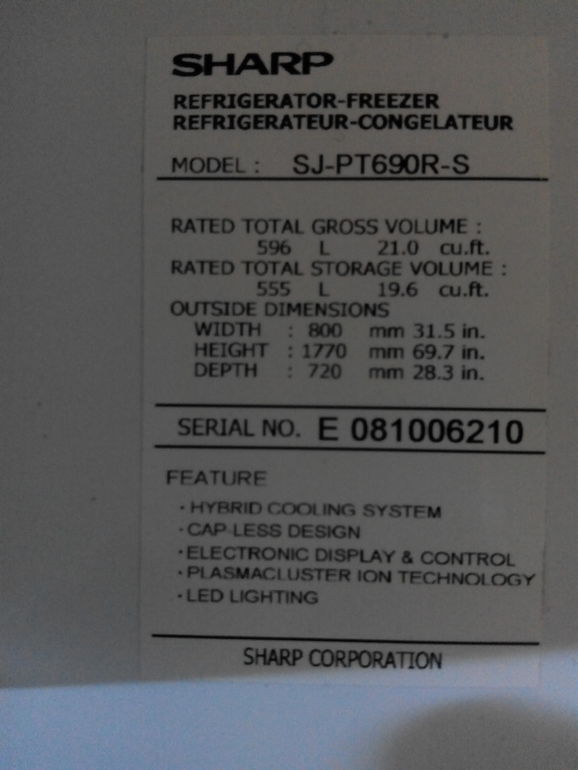 SHARP
REFRIGERATOR-FREEZER
REFRIGERATEUR-CONGELATEUR
MODEL : SJ-PT690R-S
RATED TOTAL GROSS VOLUME :
596 L 21.0 cu.ft.
RATED TOTAL STORAGE VOLUME :
555 L 19.6 cu.ft.
OUTSIDE DIMENSIONS
WIDTH : 800 mm 31.5 in.
HEIGHT : 1770 mm 69.7 in.
DEPTH : 720 mm 28.3 in.
SERIAL NO. E 081006210
FEATURE
· HYBRID COOLING SYSTEM
· CAP-LESS DESIGN
· ELECTRONIC DISPLAY & CONTROL
· PLASMACLUSTER ION TECHNOLOGY
· LED LIGHTING
SHARP CORPORATION